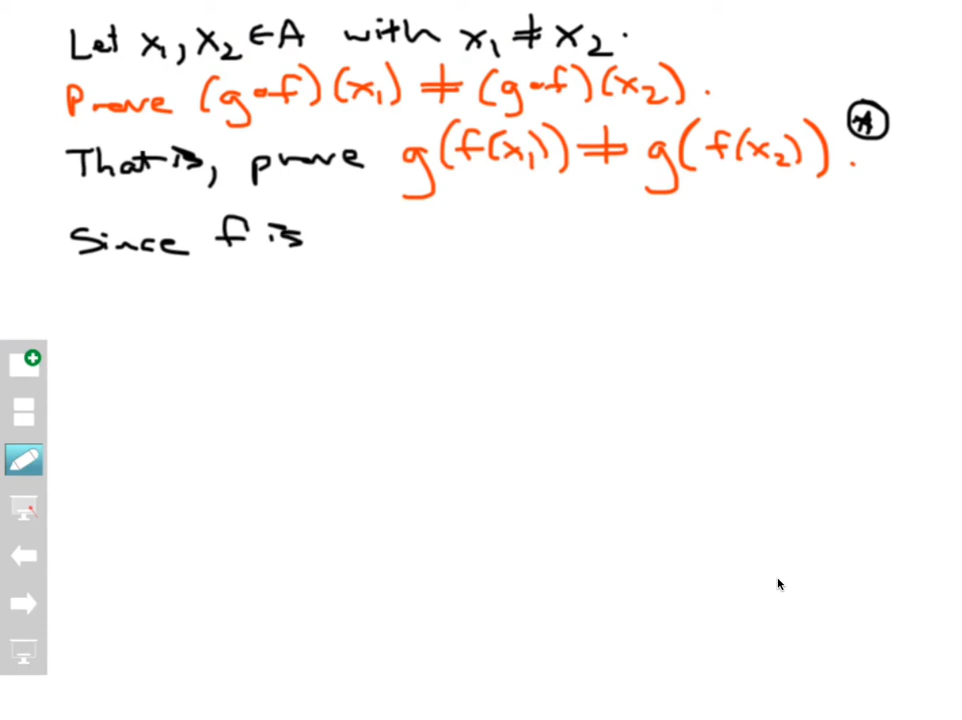 Let x₁, x₂ ∈ A with x₁ ≠ x₂.
Prove (g∘f)(x₁) ≠ (g∘f)(x₂).
That is, prove g(f(x₁)) ≠ g(f(x₂)). ⊛
Since f is